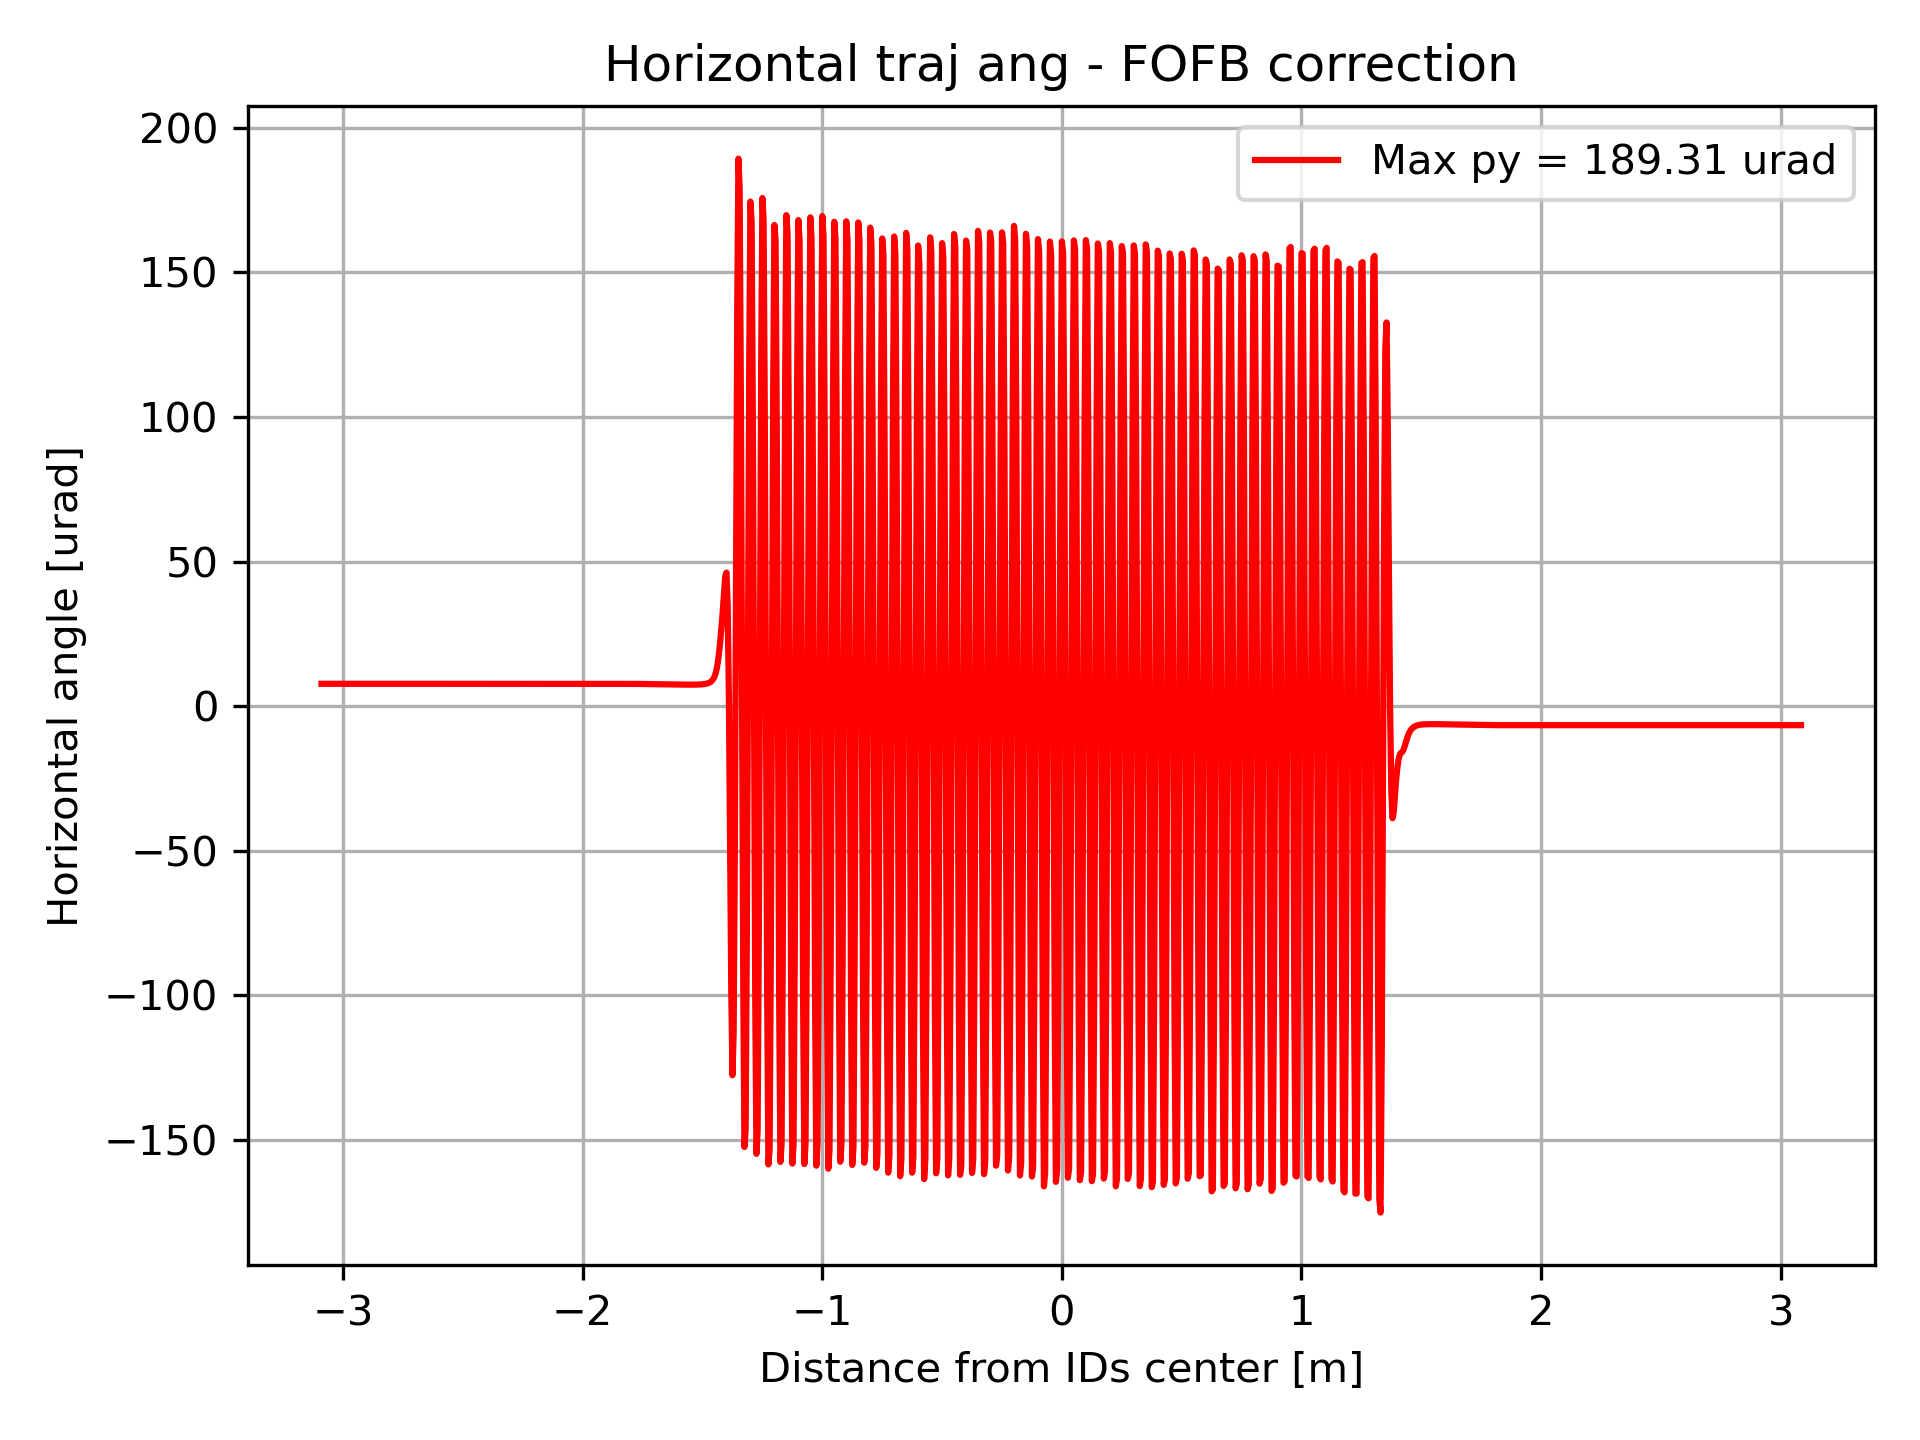 Horizontal traj ang - FOFB correction
Max py = 189.31 urad
200
150
100
50
0
−50
−100
−150
Horizontal angle [urad]
−3 −2 −1 0 1 2 3
Distance from IDs center [m]